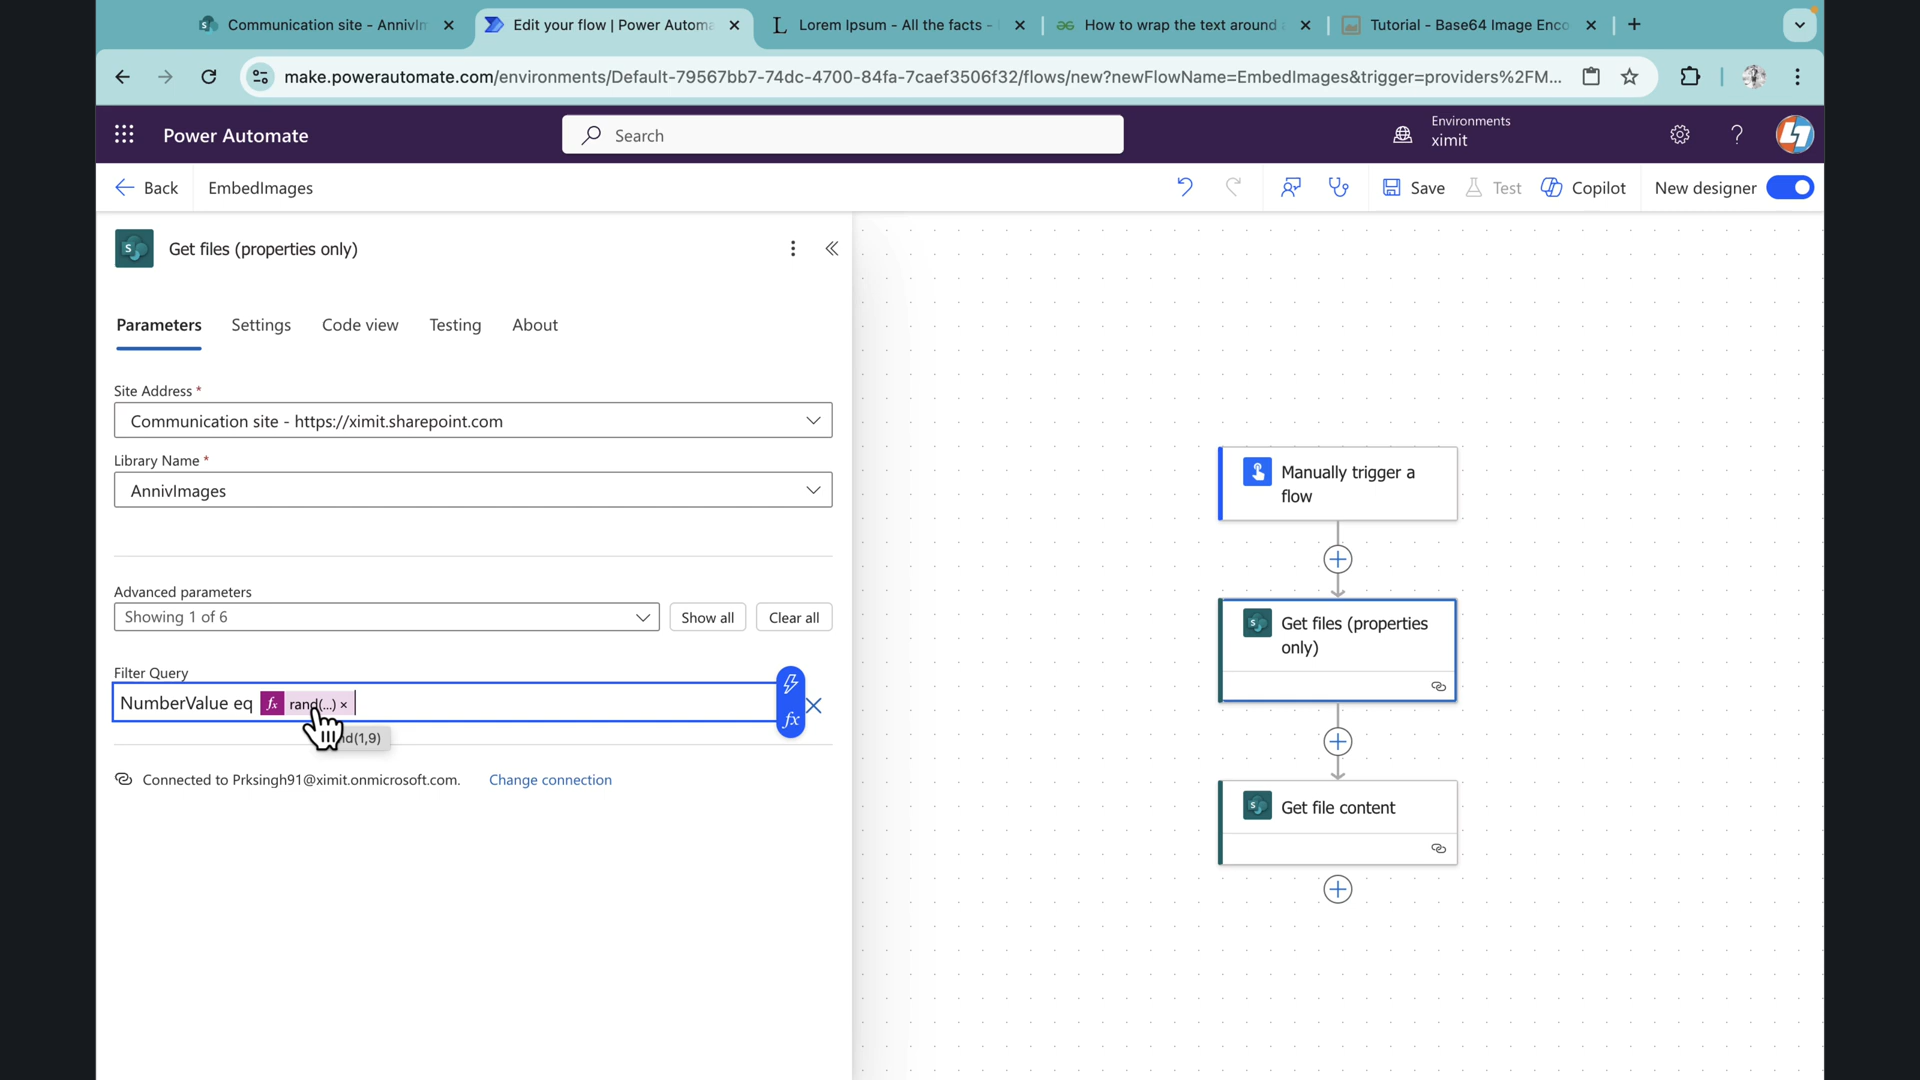 Communication site - AnnivIm
Edit your flow | Power Automa
Lorem Ipsum - All the facts -
How to wrap the text around
Tutorial - Base64 Image Enco
make.powerautomate.com/environments/Default-79567bb7-74dc-4700-84fa-7caef3506f32/flows/new?newFlowName=EmbedImages&trigger=providers%2FM...
Power Automate
Search
Environments
ximit
Back
EmbedImages
Save
Test
Copilot
New designer
Get files (properties only)
Parameters
Settings
Code view
Testing
About
Site Address *
Communication site - https://ximit.sharepoint.com
Library Name *
AnnivImages
Advanced parameters
Showing 1 of 6
Show all
Clear all
Filter Query
NumberValue eq
fx rand(...) ×
fx
nd(1,9)
Connected to Prksingh91@ximit.onmicrosoft.com.
Change connection
Manually trigger a
flow
Get files (properties
only)
Get file content